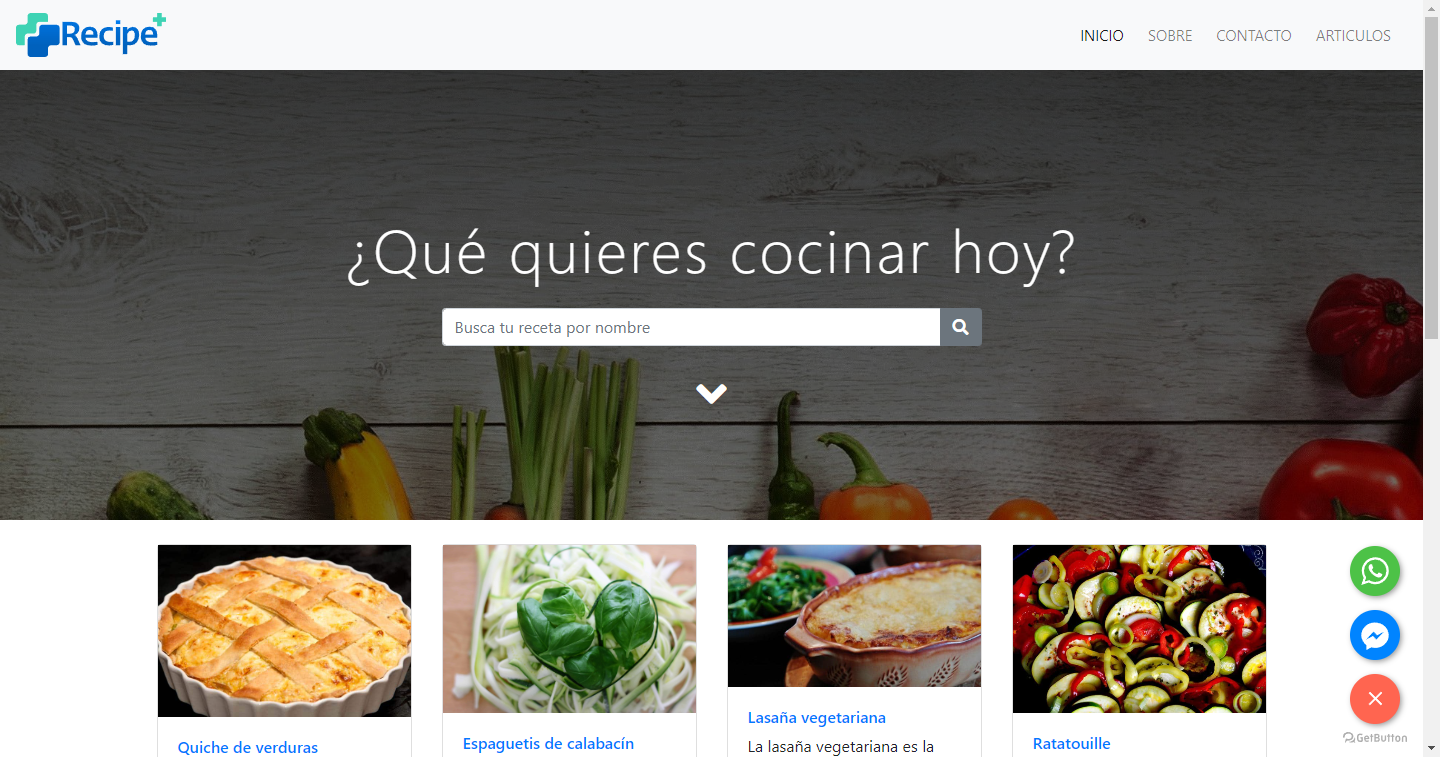 Recipe+
INICIO
SOBRE
CONTACTO
ARTICULOS
¿Qué quieres cocinar hoy?
Busca tu receta por nombre
Quiche de verduras
Espaguetis de calabacín
Lasaña vegetariana
La lasaña vegetariana es la
Ratatouille
GetButton